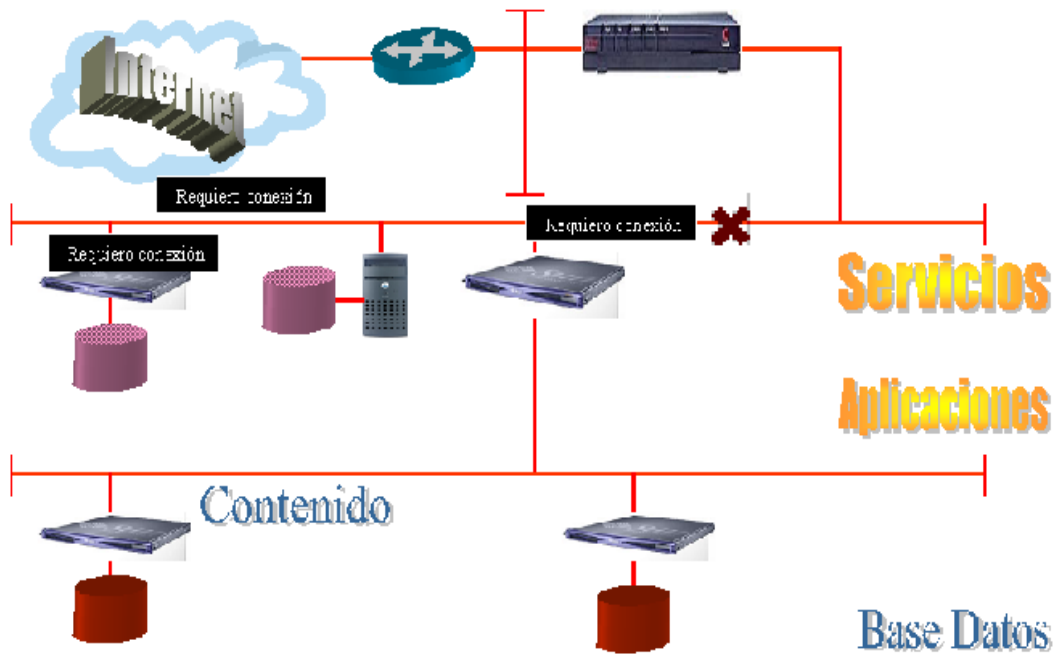 Internet
Requiero conexión
Requiero conexión
Requiero conexión
Servicios
Aplicaciones
Contenido
Base Datos